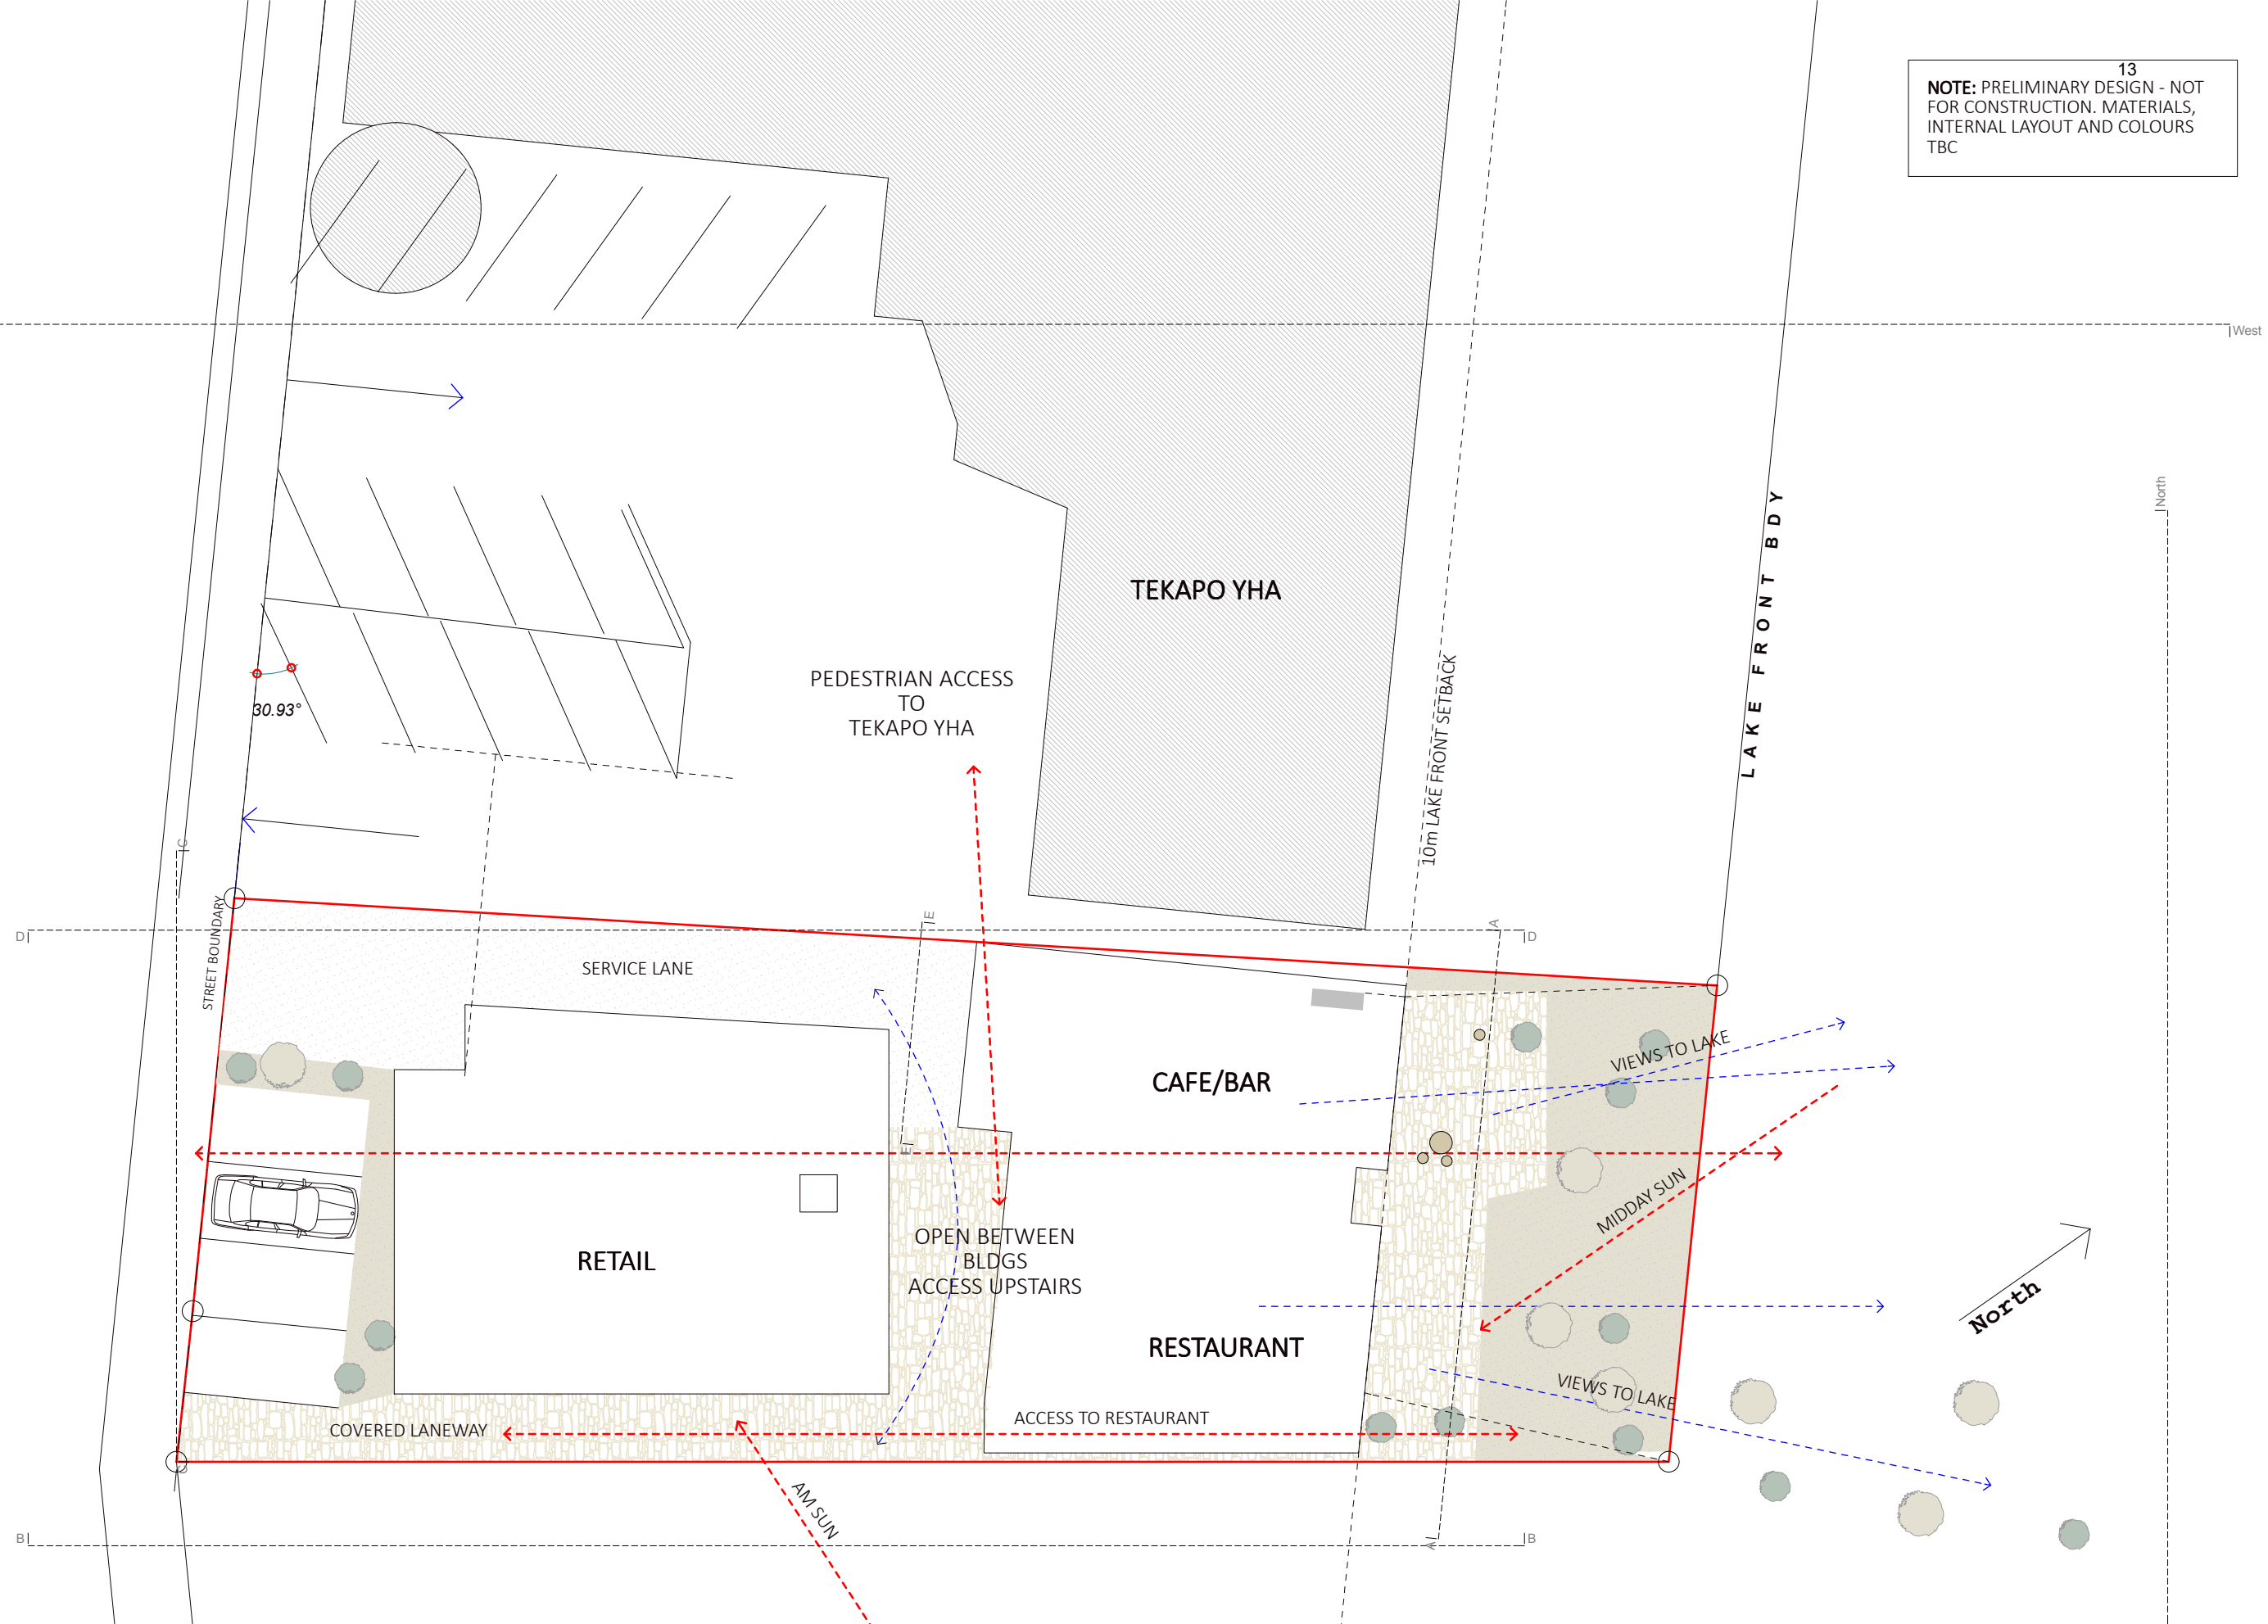 13
NOTE: PRELIMINARY DESIGN - NOT
FOR CONSTRUCTION. MATERIALS,
INTERNAL LAYOUT AND COLOURS
TBC
West
North
TEKAPO YHA
LAKE FRONT BDY
10m LAKE FRONT SETBACK
PEDESTRIAN ACCESS
TO
TEKAPO YHA
30.93°
C
STREET BOUNDARY
D
E
A
D
SERVICE LANE
VIEWS TO LAKE
CAFE/BAR
E
MIDDAY SUN
OPEN BETWEEN
BLDGS
ACCESS UPSTAIRS
RETAIL
North
RESTAURANT
VIEWS TO LAKE
ACCESS TO RESTAURANT
COVERED LANEWAY
AM SUN
B
A
B